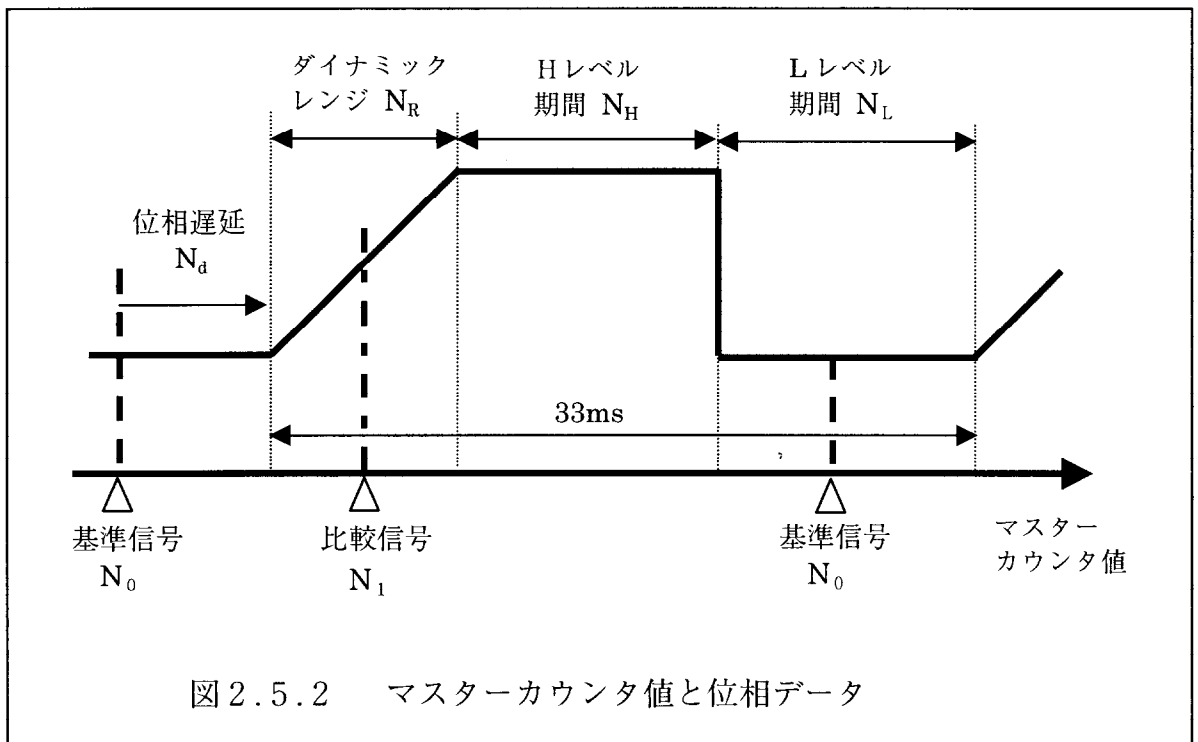 ダイナミック
レンジ N_R
Hレベル
期間 N_H
Lレベル
期間 N_L
位相遅延
N_d
33ms
基準信号
N_0
比較信号
N_1
基準信号
N_0
マスター
カウンタ値
図2.5.2 マスターカウンタ値と位相データ